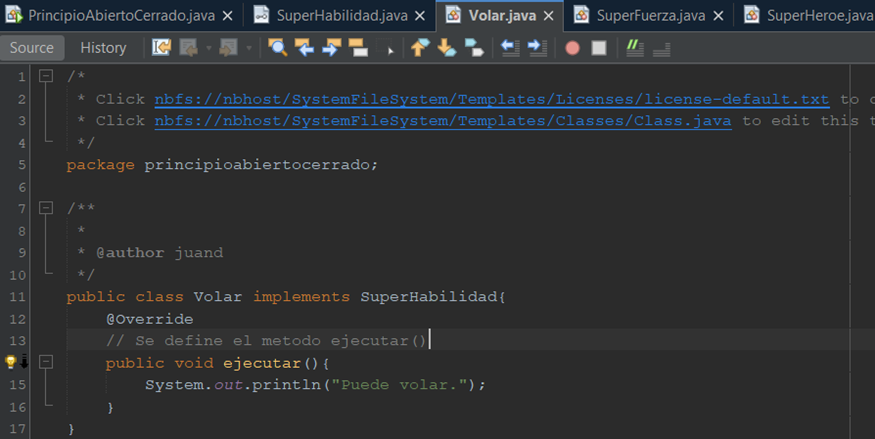 PrincipioAbiertoCerrado.java SuperHabilidad.java Volar.java SuperFuerza.java SuperHeroe.java
Source History
1 /*
2 * Click nbfs://nbhost/SystemFileSystem/Templates/Licenses/license-default.txt to
3 * Click nbfs://nbhost/SystemFileSystem/Templates/Classes/Class.java to edit this
4 */
5 package principioabiertocerrado;
6
7 /**
8 *
9 * @author juand
10 */
11 public class Volar implements SuperHabilidad{
12 @Override
13 // Se define el metodo ejecutar()
public void ejecutar(){
15 System.out.println("Puede volar.");
16 }
17 }